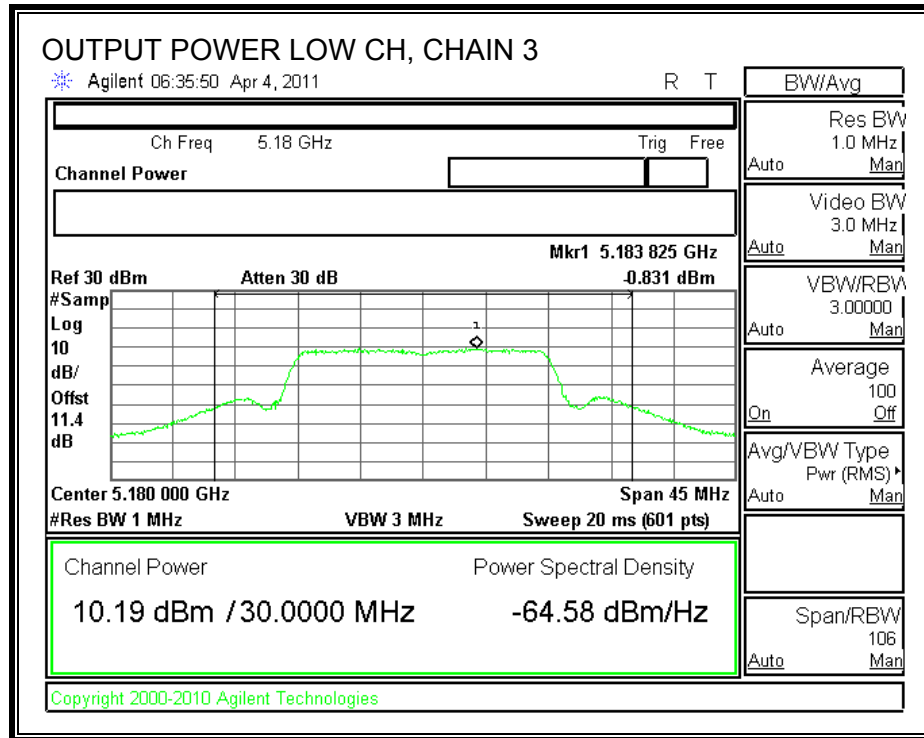 OUTPUT POWER LOW CH, CHAIN 3
Agilent 06:35:50 Apr 4, 2011 R T
Ch Freq 5.18 GHz Trig Free
Channel Power
Mkr1 5.183 825 GHz
Ref 30 dBm Atten 30 dB -0.831 dBm
#Samp
Log
10
dB/
Offst
11.4
dB
1
Center 5.180 000 GHz Span 45 MHz
#Res BW 1 MHz VBW 3 MHz Sweep 20 ms (601 pts)
Channel Power Power Spectral Density
10.19 dBm / 30.0000 MHz -64.58 dBm/Hz
Copyright 2000-2010 Agilent Technologies
BW/Avg
Res BW
1.0 MHz
Auto Man
Video BW
3.0 MHz
Auto Man
VBW/RBW
3.00000
Auto Man
Average
100
On Off
Avg/VBW Type
Pwr (RMS)
Auto Man
Span/RBW
106
Auto Man